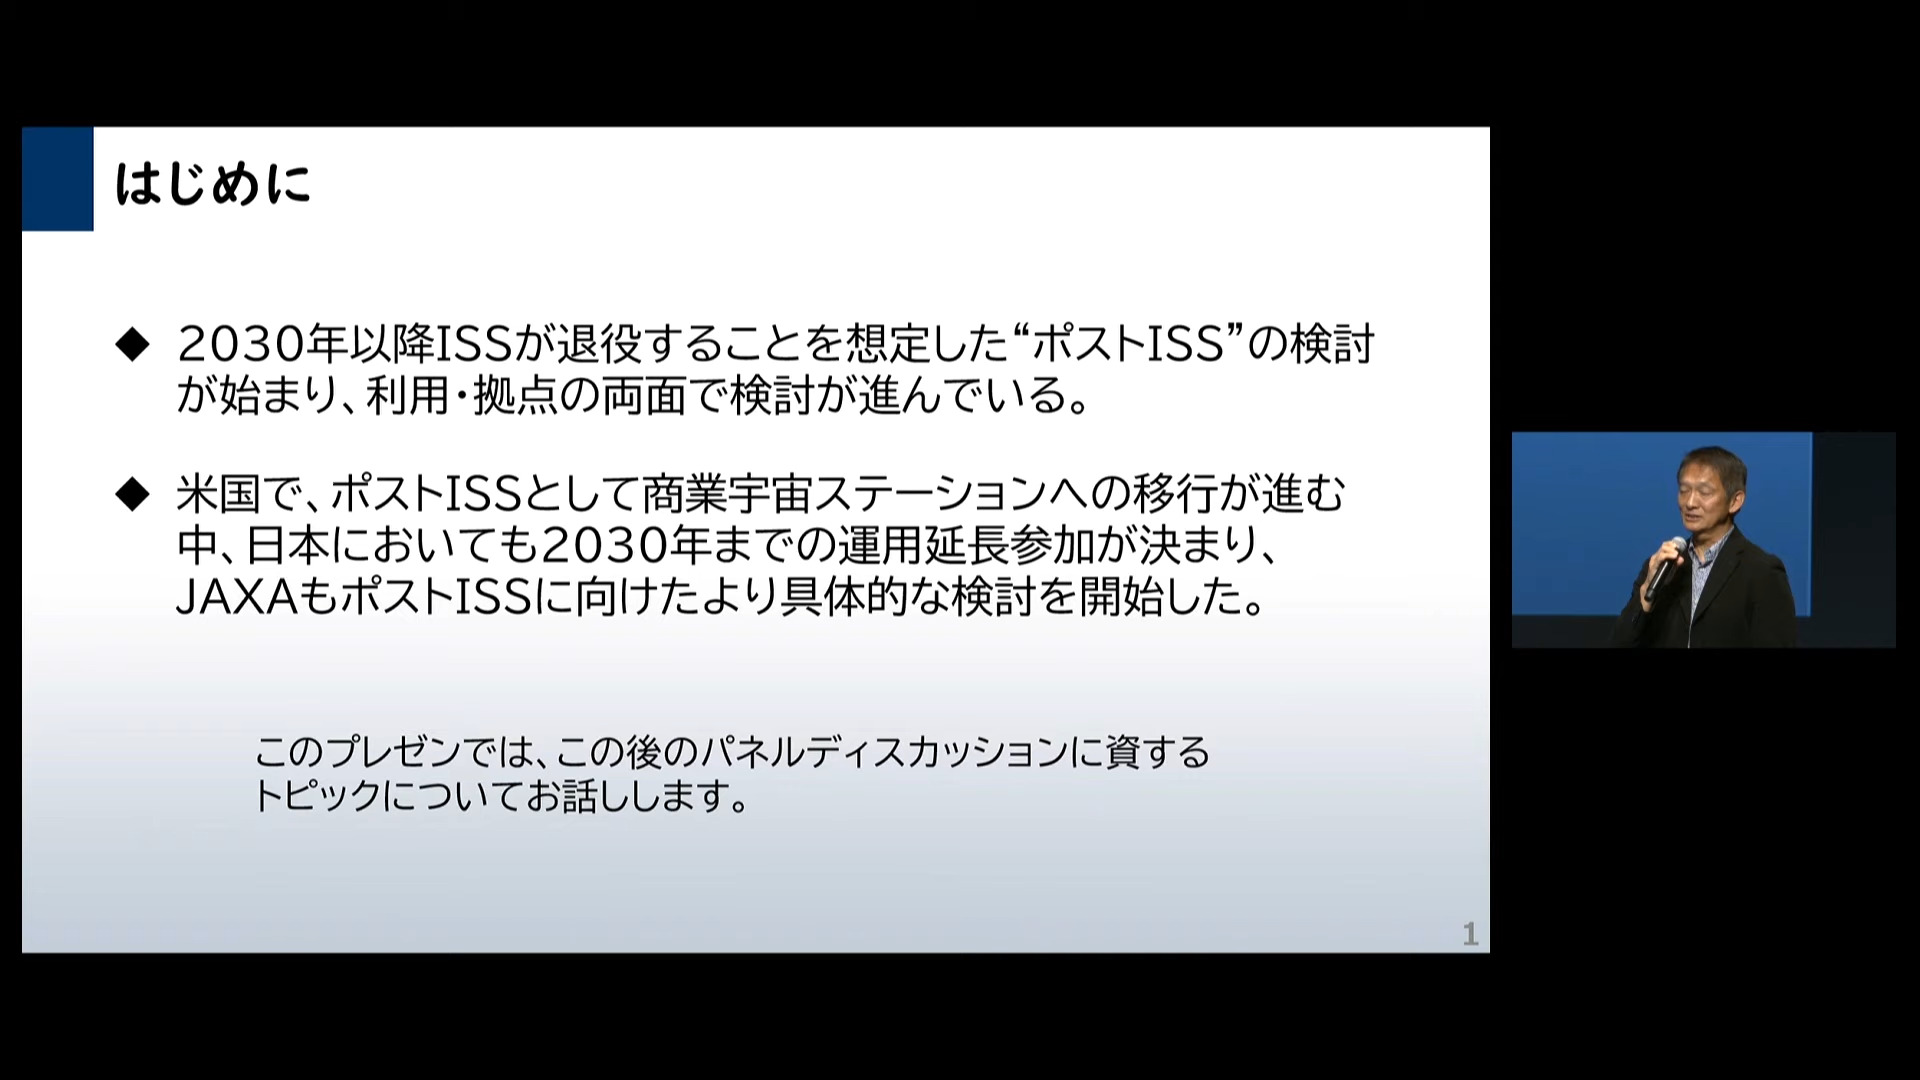 はじめに
◆ 2030年以降ISSが退役することを想定した“ポストISS”の検討
が始まり、利用・拠点の両面で検討が進んでいる。
◆ 米国で、ポストISSとして商業宇宙ステーションへの移行が進む
中、日本においても2030年までの運用延長参加が決まり、
JAXAもポストISSに向けたより具体的な検討を開始した。
このプレゼンでは、この後のパネルディスカッションに資する
トピックについてお話しします。
1